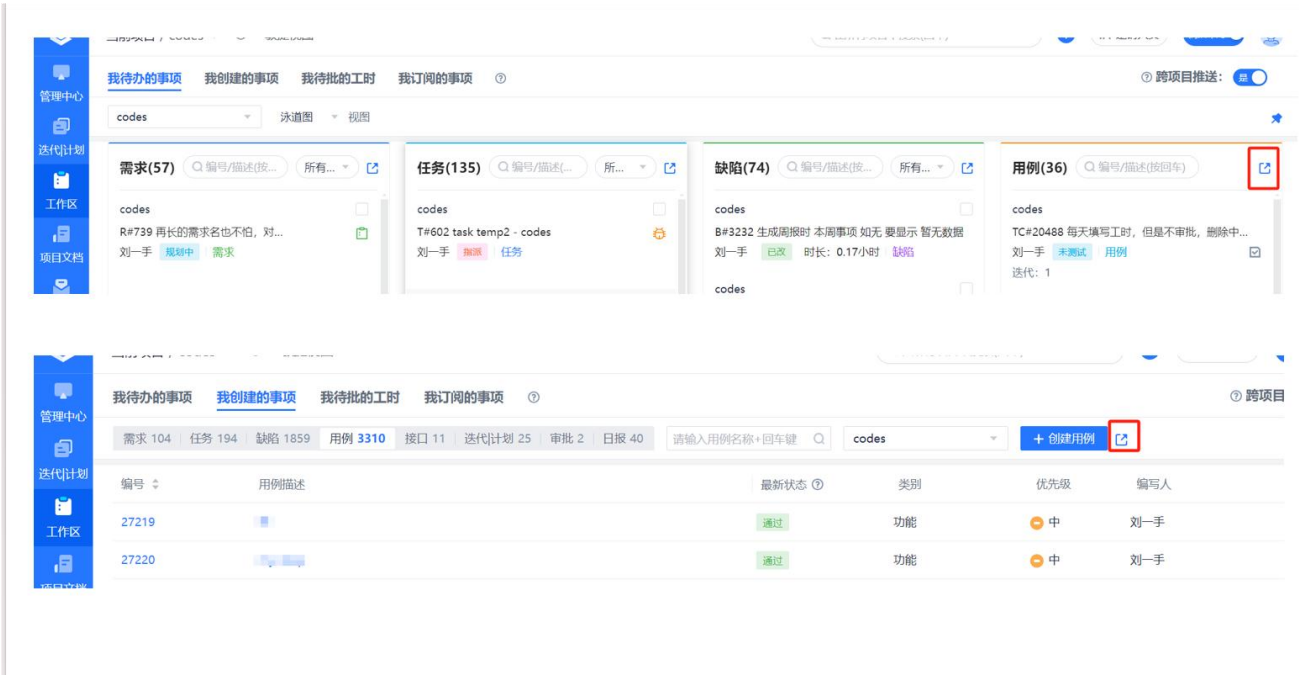 当前项目 / codes
管理中心
迭代|计划
工作区
项目文档
我待办的事项 我创建的事项 我待批的工时 我订阅的事项
跨项目推送： 是
codes 泳道图 视图
需求(57) 编号/描述(按... 所有...
codes
R#739 再长的需求名也不怕，对...
刘一手 规划中 需求
任务(135) 编号/描述(... 所...
codes
T#602 task temp2 - codes
刘一手 指派 任务
缺陷(74) 编号/描述(按... 所有...
codes
B#3232 生成周报时 本周事项 如无 要显示 暂无数据
刘一手 已改 时长：0.17小时 缺陷
codes
用例(36) 编号/描述(按回车)
codes
TC#20488 每天填写工时，但是不审批，删除中...
刘一手 未测试 用例
迭代：1
管理中心
迭代|计划
工作区
项目文档
我待办的事项 我创建的事项 我待批的工时 我订阅的事项
跨项目
需求 104 任务 194 缺陷 1859 用例 3310 接口 11 迭代|计划 25 审批 2 日报 40 请输入用例名称+回车键 codes + 创建用例
编号 用例描述 最新状态 类别 优先级 编写人
27219 通过 功能 中 刘一手
27220 通过 功能 中 刘一手